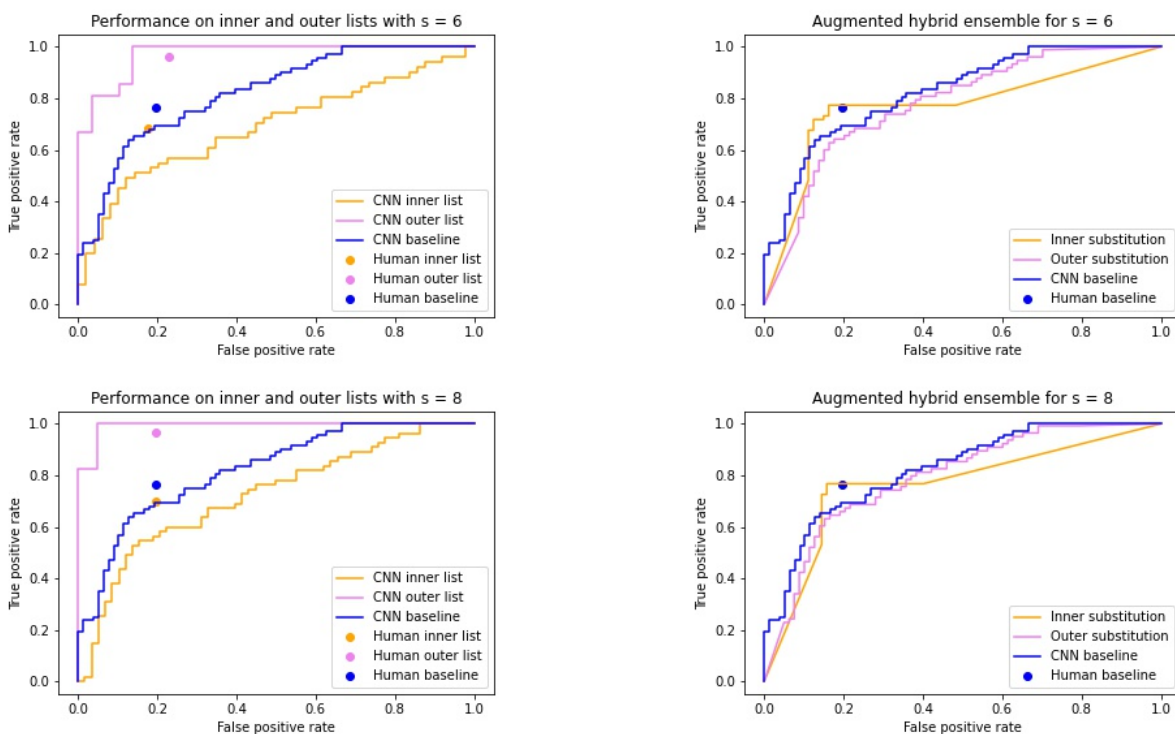 Performance on inner and outer lists with s = 6
True positive rate
1.0
0.8
0.6
0.4
0.2
0.0
CNN inner list
CNN outer list
CNN baseline
Human inner list
Human outer list
Human baseline
0.0 0.2 0.4 0.6 0.8 1.0
False positive rate
Augmented hybrid ensemble for s = 6
True positive rate
1.0
0.8
0.6
0.4
0.2
0.0
Inner substitution
Outer substitution
CNN baseline
Human baseline
0.0 0.2 0.4 0.6 0.8 1.0
False positive rate
Performance on inner and outer lists with s = 8
True positive rate
1.0
0.8
0.6
0.4
0.2
0.0
CNN inner list
CNN outer list
CNN baseline
Human inner list
Human outer list
Human baseline
0.0 0.2 0.4 0.6 0.8 1.0
False positive rate
Augmented hybrid ensemble for s = 8
True positive rate
1.0
0.8
0.6
0.4
0.2
0.0
Inner substitution
Outer substitution
CNN baseline
Human baseline
0.0 0.2 0.4 0.6 0.8 1.0
False positive rate